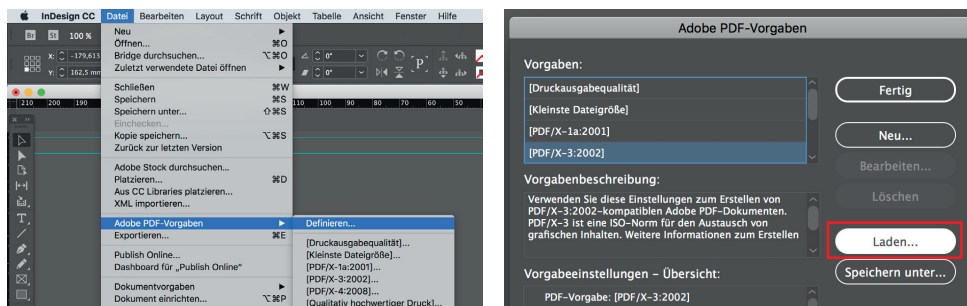 InDesign CC Datei Bearbeiten Layout Schrift Objekt Tabelle Ansicht Fenster Hilfe
Br St 100 %
X: -179,613
Y: 162,5 mm
0°
0°
P
210 200 190 110 100 90 80 70 60 50
Neu
Öffnen... ⌘O
Bridge durchsuchen... ⌥⌘O
Zuletzt verwendete Datei öffnen
Schließen ⌘W
Speichern ⌘S
Speichern unter... ⇧⌘S
Einchecken...
Kopie speichern... ⌥⌘S
Zurück zur letzten Version
Adobe Stock durchsuchen...
Platzieren... ⌘D
Aus CC Libraries platzieren...
XML importieren...
Adobe PDF-Vorgaben
Exportieren... ⌘E
Publish Online...
Dashboard für „Publish Online“
Dokumentvorgaben
Dokument einrichten... ⌥⌘P
Definieren...
[Druckausgabequalität]...
[Kleinste Dateigröße]...
[PDF/X-1a:2001]...
[PDF/X-3:2002]...
[PDF/X-4:2008]...
[Qualitativ hochwertiger Druck]...
Adobe PDF-Vorgaben
Vorgaben:
[Druckausgabequalität]
[Kleinste Dateigröße]
[PDF/X-1a:2001]
[PDF/X-3:2002]
Fertig
Neu...
Bearbeiten...
Löschen
Laden...
Speichern unter...
Vorgabenbeschreibung:
Verwenden Sie diese Einstellungen zum Erstellen von
PDF/X-3:2002-kompatiblen Adobe PDF-Dokumenten.
PDF/X-3 ist eine ISO-Norm für den Austausch von
grafischen Inhalten. Weitere Informationen zum Erstellen
Vorgabeeinstellungen – Übersicht:
PDF-Vorgabe: [PDF/X-3:2002]